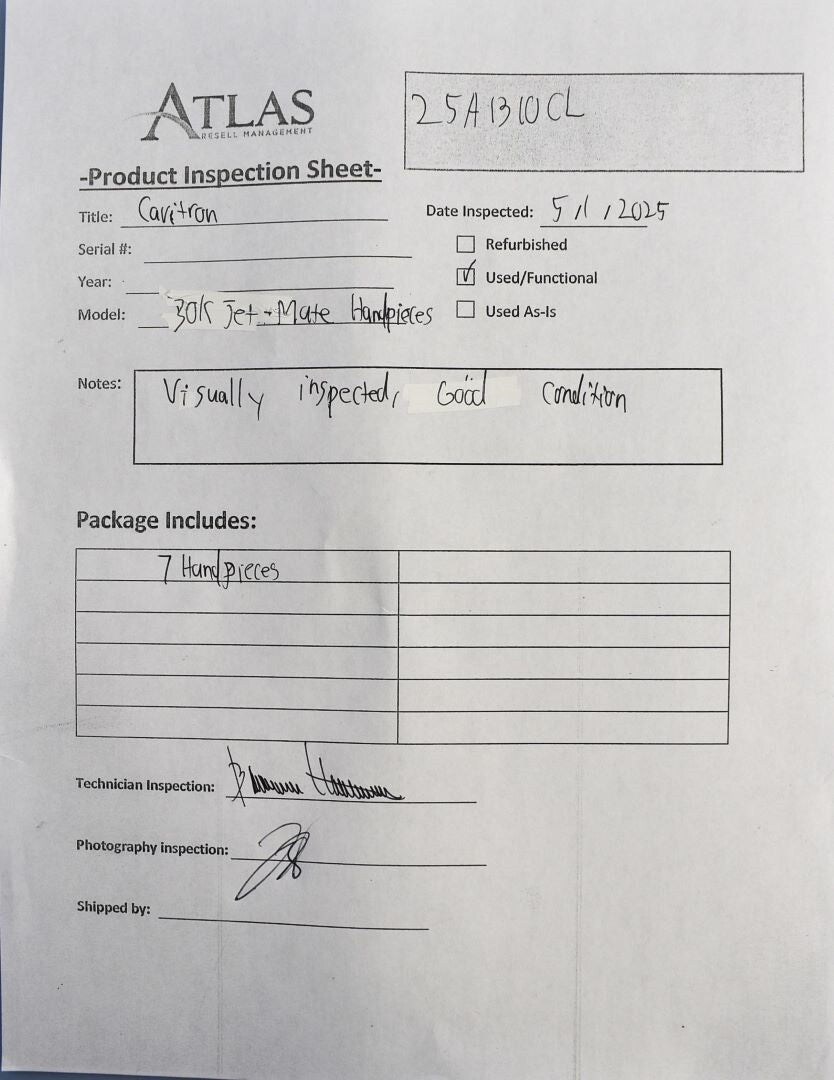 ATLAS
RESELL MANAGEMENT
25A1310CL
-Product Inspection Sheet-
Title: Cavitron
Date Inspected: 5/1/2025
Serial #:
Refurbished
Year:
Used/Functional
Model: 30K Jet-Mate Handpieces
Used As-Is
Notes: Visually inspected, Good Condition
Package Includes:
7 Handpieces
Technician Inspection:
Photography inspection:
Shipped by: